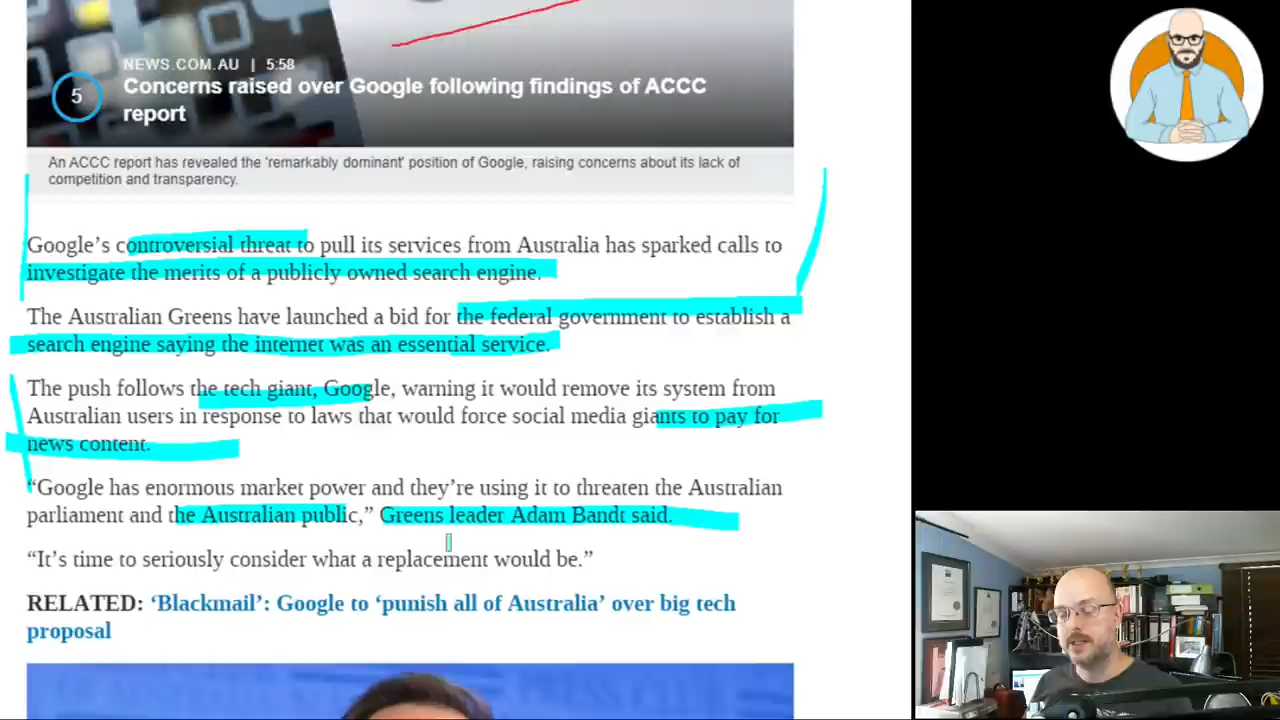 NEWS.COM.AU | 5:58
5
Concerns raised over Google following findings of ACCC
report
An ACCC report has revealed the 'remarkably dominant' position of Google, raising concerns about its lack of
competition and transparency.
Google’s controversial threat to pull its services from Australia has sparked calls to
investigate the merits of a publicly owned search engine.
The Australian Greens have launched a bid for the federal government to establish a
search engine saying the internet was an essential service.
The push follows the tech giant, Google, warning it would remove its system from
Australian users in response to laws that would force social media giants to pay for
news content.
“Google has enormous market power and they’re using it to threaten the Australian
parliament and the Australian public,” Greens leader Adam Bandt said.
“It’s time to seriously consider what a replacement would be.”
RELATED: ‘Blackmail’: Google to ‘punish all of Australia’ over big tech
proposal